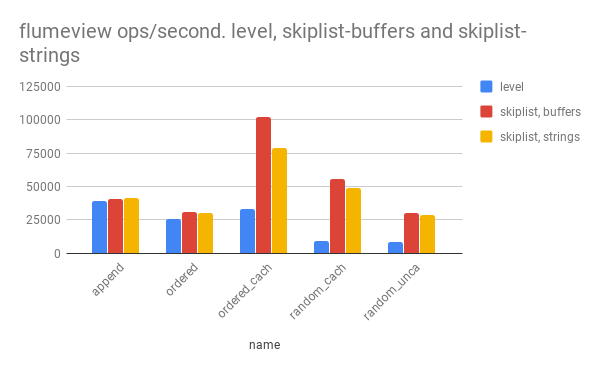 flumeview ops/second. level, skiplist-buffers and skiplist-
strings
125000
100000
75000
50000
25000
0
append
ordered
ordered_cach
random_cach
random_unca
name
level
skiplist, buffers
skiplist, strings